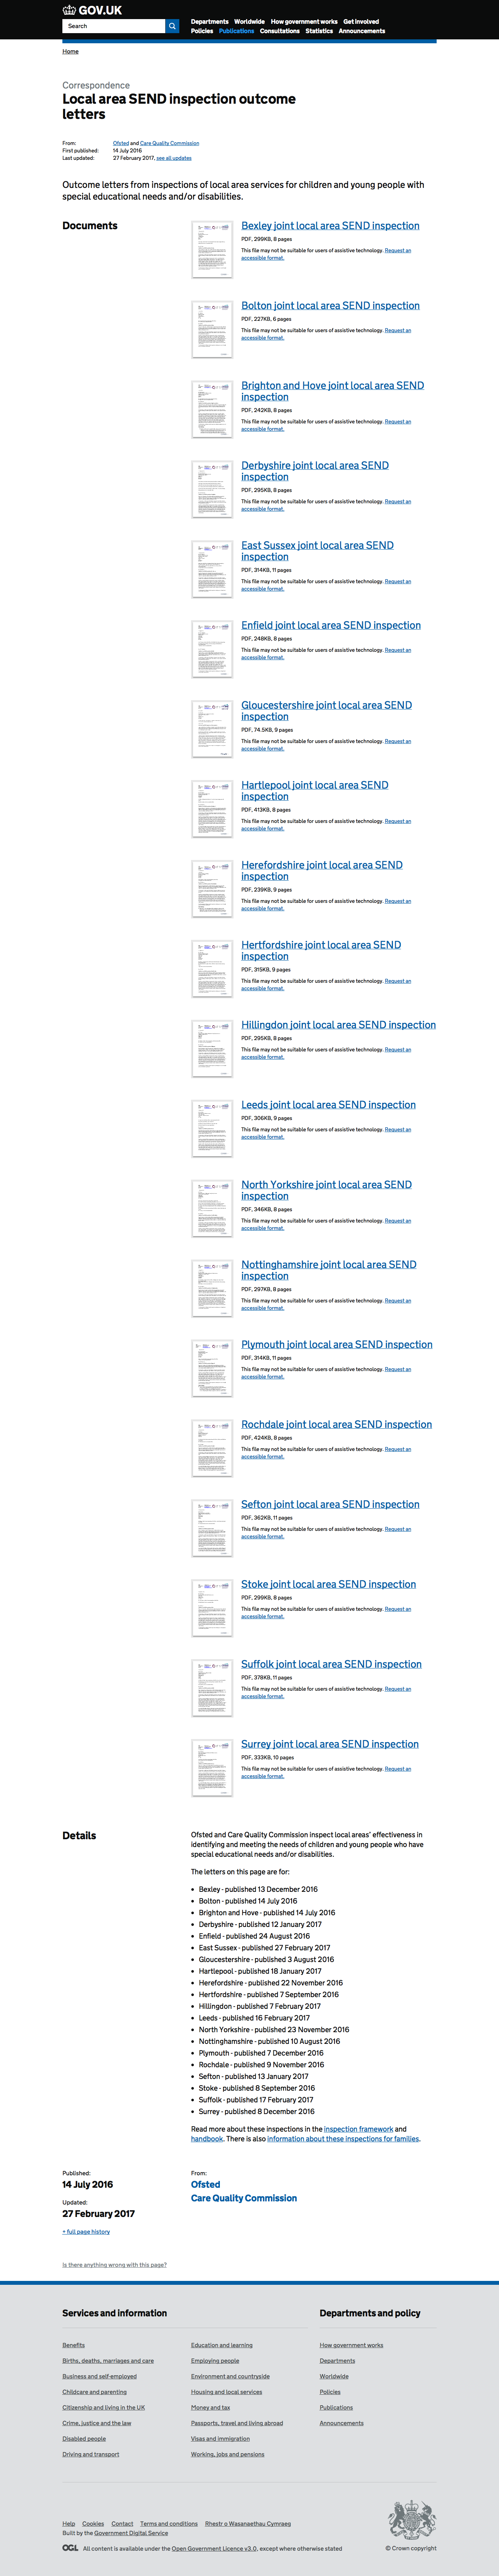 GOV.UK
Search
Departments Worldwide How government works Get involved
Policies Publications Consultations Statistics Announcements
Home
Correspondence
Local area SEND inspection outcome
letters
From: Ofsted and Care Quality Commission
First published: 14 July 2016
Last updated: 27 February 2017, see all updates
Outcome letters from inspections of local area services for children and young people with
special educational needs and/or disabilities.
Documents
Bexley joint local area SEND inspection
PDF, 299KB, 8 pages
This file may not be suitable for users of assistive technology. Request an
accessible format.
Bolton joint local area SEND inspection
PDF, 227KB, 6 pages
This file may not be suitable for users of assistive technology. Request an
accessible format.
Brighton and Hove joint local area SEND
inspection
PDF, 242KB, 8 pages
This file may not be suitable for users of assistive technology. Request an
accessible format.
Derbyshire joint local area SEND
inspection
PDF, 295KB, 8 pages
This file may not be suitable for users of assistive technology. Request an
accessible format.
East Sussex joint local area SEND
inspection
PDF, 314KB, 11 pages
This file may not be suitable for users of assistive technology. Request an
accessible format.
Enfield joint local area SEND inspection
PDF, 248KB, 8 pages
This file may not be suitable for users of assistive technology. Request an
accessible format.
Gloucestershire joint local area SEND
inspection
PDF, 74.5KB, 9 pages
This file may not be suitable for users of assistive technology. Request an
accessible format.
Hartlepool joint local area SEND
inspection
PDF, 413KB, 8 pages
This file may not be suitable for users of assistive technology. Request an
accessible format.
Herefordshire joint local area SEND
inspection
PDF, 239KB, 9 pages
This file may not be suitable for users of assistive technology. Request an
accessible format.
Hertfordshire joint local area SEND
inspection
PDF, 315KB, 9 pages
This file may not be suitable for users of assistive technology. Request an
accessible format.
Hillingdon joint local area SEND inspection
PDF, 295KB, 8 pages
This file may not be suitable for users of assistive technology. Request an
accessible format.
Leeds joint local area SEND inspection
PDF, 306KB, 9 pages
This file may not be suitable for users of assistive technology. Request an
accessible format.
North Yorkshire joint local area SEND
inspection
PDF, 346KB, 8 pages
This file may not be suitable for users of assistive technology. Request an
accessible format.
Nottinghamshire joint local area SEND
inspection
PDF, 297KB, 8 pages
This file may not be suitable for users of assistive technology. Request an
accessible format.
Plymouth joint local area SEND inspection
PDF, 314KB, 11 pages
This file may not be suitable for users of assistive technology. Request an
accessible format.
Rochdale joint local area SEND inspection
PDF, 424KB, 8 pages
This file may not be suitable for users of assistive technology. Request an
accessible format.
Sefton joint local area SEND inspection
PDF, 362KB, 11 pages
This file may not be suitable for users of assistive technology. Request an
accessible format.
Stoke joint local area SEND inspection
PDF, 299KB, 8 pages
This file may not be suitable for users of assistive technology. Request an
accessible format.
Suffolk joint local area SEND inspection
PDF, 378KB, 11 pages
This file may not be suitable for users of assistive technology. Request an
accessible format.
Surrey joint local area SEND inspection
PDF, 333KB, 10 pages
This file may not be suitable for users of assistive technology. Request an
accessible format.
Details
Ofsted and Care Quality Commission inspect local areas' effectiveness in
identifying and meeting the needs of children and young people who have
special educational needs and/or disabilities.
The letters on this page are for:
• Bexley - published 13 December 2016
• Bolton - published 14 July 2016
• Brighton and Hove - published 14 July 2016
• Derbyshire - published 12 January 2017
• Enfield - published 24 August 2016
• East Sussex - published 27 February 2017
• Gloucestershire - published 3 August 2016
• Hartlepool - published 18 January 2017
• Herefordshire - published 22 November 2016
• Hertfordshire - published 7 September 2016
• Hillingdon - published 7 February 2017
• Leeds - published 16 February 2017
• North Yorkshire - published 23 November 2016
• Nottinghamshire - published 10 August 2016
• Plymouth - published 7 December 2016
• Rochdale - published 9 November 2016
• Sefton - published 13 January 2017
• Stoke - published 8 September 2016
• Suffolk - published 17 February 2017
• Surrey - published 8 December 2016
Read more about these inspections in the inspection framework and
handbook. There is also information about these inspections for families.
Published:
14 July 2016
Updated:
27 February 2017
+ full page history
From:
Ofsted
Care Quality Commission
Is there anything wrong with this page?
Services and information
Benefits
Births, deaths, marriages and care
Business and self-employed
Childcare and parenting
Citizenship and living in the UK
Crime, justice and the law
Disabled people
Driving and transport
Education and learning
Employing people
Environment and countryside
Housing and local services
Money and tax
Passports, travel and living abroad
Visas and immigration
Working, jobs and pensions
Departments and policy
How government works
Departments
Worldwide
Policies
Publications
Announcements
Help Cookies Contact Terms and conditions Rhestr o Wasanaethau Cymraeg
Built by the Government Digital Service
OGL All content is available under the Open Government Licence v3.0, except where otherwise stated
© Crown copyright